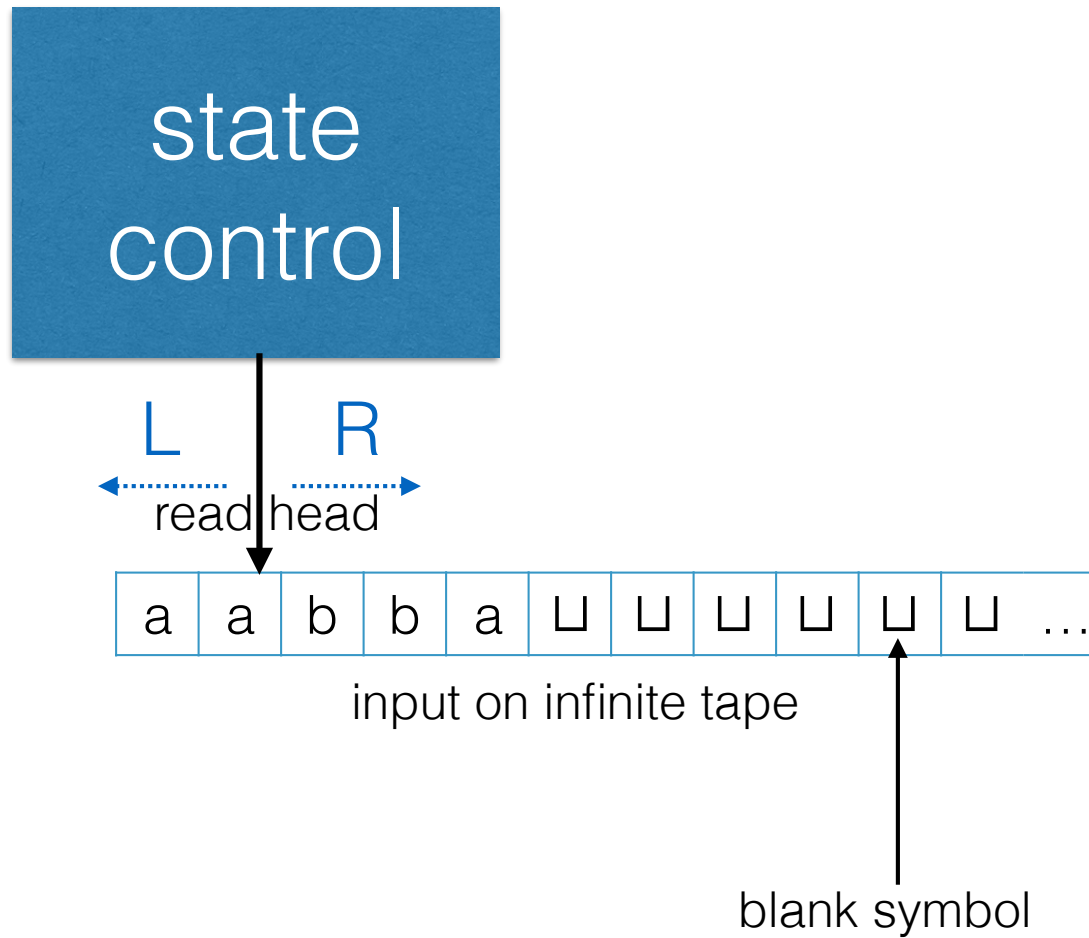 state
control
L R
read head
a a b b a ⊔ ⊔ ⊔ ⊔ ⊔ ⊔ ...
input on infinite tape
blank symbol